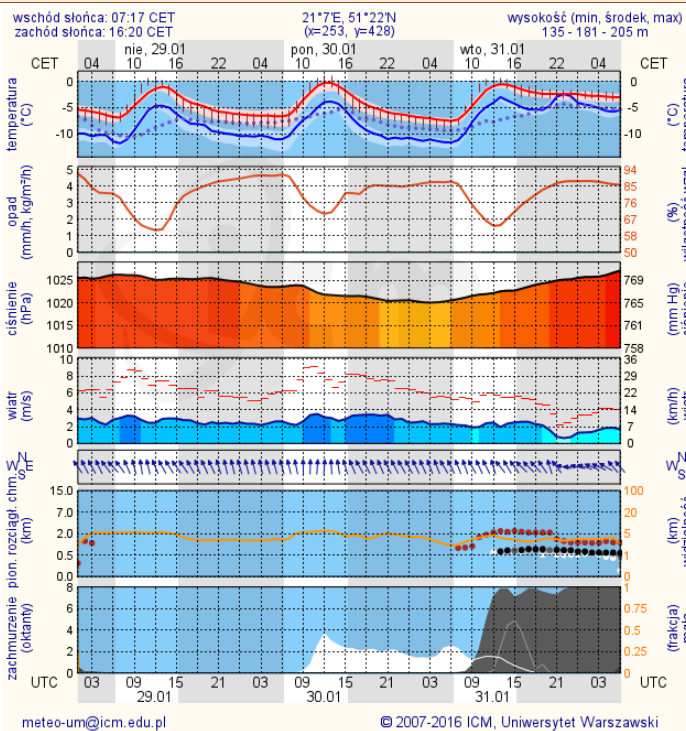 wschód słońca: 07:17 CET
zachód słońca: 16:20 CET
21°7'E, 51°22'N
(x=253, y=428)
wysokość (min, środek, max)
135 - 181 - 205 m
nie, 29.01 pon, 30.01 wto, 31.01
CET 04 10 16 22 04 10 16 22 04 10 16 22 04 CET
temperatura
(°C)
0
-5
-10
0
-5
-10
(°C)
temperatura
opad
(mm/h, kg/m²/h)
5
4
3
2
1
0
94
85
76
67
58
50
(%)
ciśnienie
(hPa)
1025
1020
1015
1010
769
765
761
758
(mm Hg)
ciśnienie
wiatr
(m/s)
10
8
6
4
2
0
36
29
22
14
7
0
(km/h)
wiatr
N
W E
S
N
W
S
pion. rozciągł. chm.
(km)
15.0
7.0
2.0
0.5
0.0
100
20
5
1
0
(km)
widzialność
zachmurzenie
(oktanty)
8
6
4
2
0
1
0.75
0.5
0.25
0
(frakcja)
mgła
UTC 03 09 15 21 03 09 15 21 03 09 15 21 03 UTC
29.01 30.01 31.01
meteo-um@icm.edu.pl
© 2007-2016 ICM, Uniwersytet Warszawski